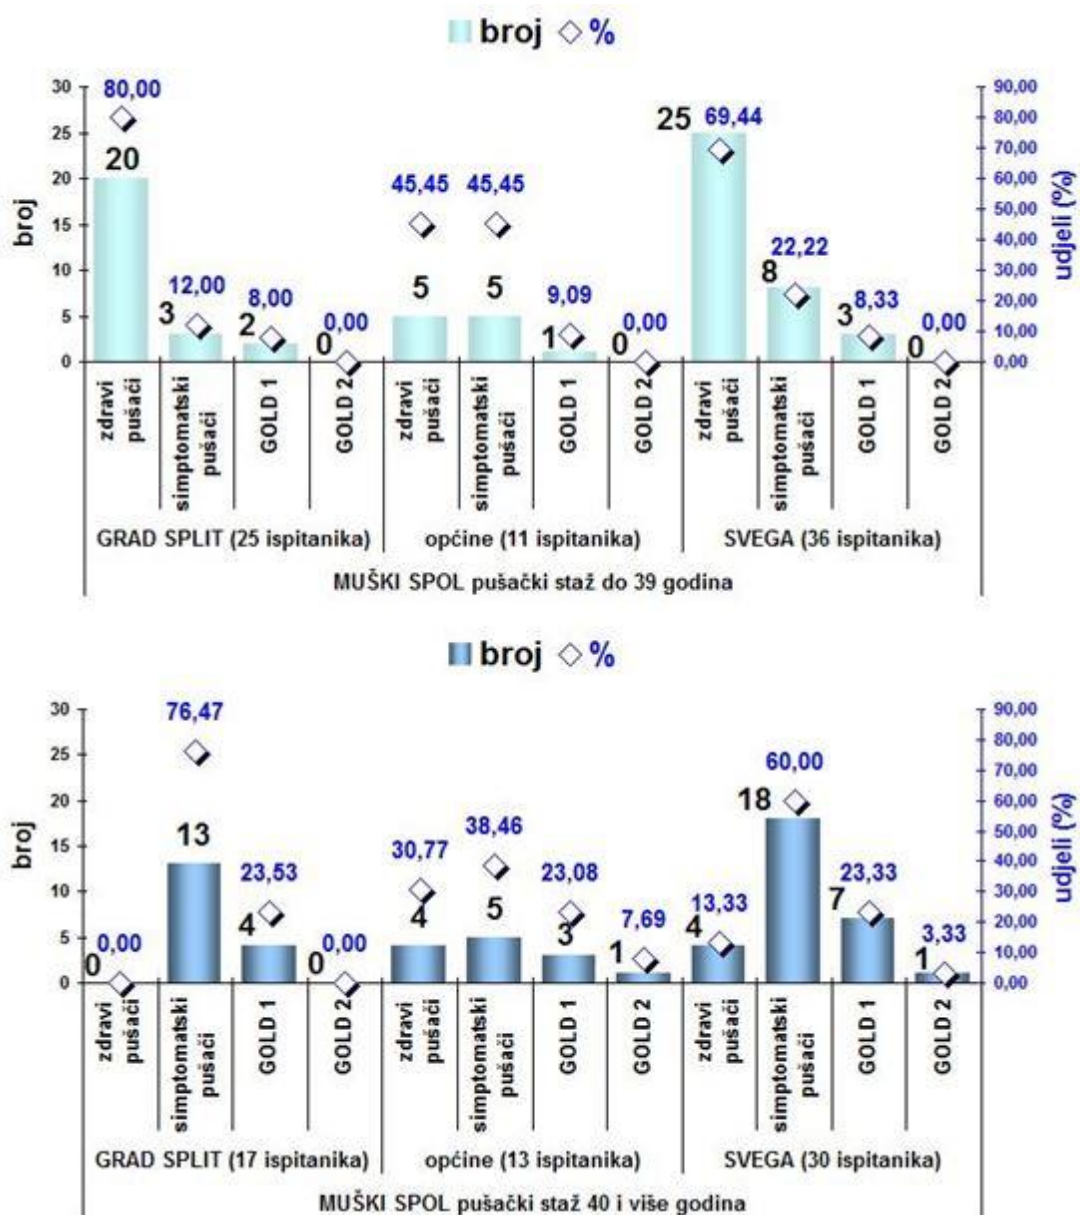 broj %
30
25
20
15
10
5
0
broj
90,00
80,00
70,00
60,00
50,00
40,00
30,00
20,00
10,00
0,00
udjeli (%)
80,00
20
12,00
3
8,00
2
0,00
0
45,45
5
45,45
5
9,09
1
0,00
0
25
69,44
22,22
8
8,33
3
0,00
0
zdravi
pušači
simptomatski
pušači
GOLD 1
GOLD 2
zdravi
pušači
simptomatski
pušači
GOLD 1
GOLD 2
zdravi
pušači
simptomatski
pušači
GOLD 1
GOLD 2
GRAD SPLIT (25 ispitanika)
općine (11 ispitanika)
SVEGA (36 ispitanika)
MUŠKI SPOL pušački staž do 39 godina
broj %
30
25
20
15
10
5
0
broj
90,00
80,00
70,00
60,00
50,00
40,00
30,00
20,00
10,00
0,00
udjeli (%)
0,00
0
76,47
13
23,53
4
0,00
0
30,77
4
38,46
5
23,08
3
7,69
1
13,33
4
60,00
18
23,33
7
3,33
1
zdravi
pušači
simptomatski
pušači
GOLD 1
GOLD 2
zdravi
pušači
simptomatski
pušači
GOLD 1
GOLD 2
zdravi
pušači
simptomatski
pušači
GOLD 1
GOLD 2
GRAD SPLIT (17 ispitanika)
općine (13 ispitanika)
SVEGA (30 ispitanika)
MUŠKI SPOL pušački staž 40 i više godina